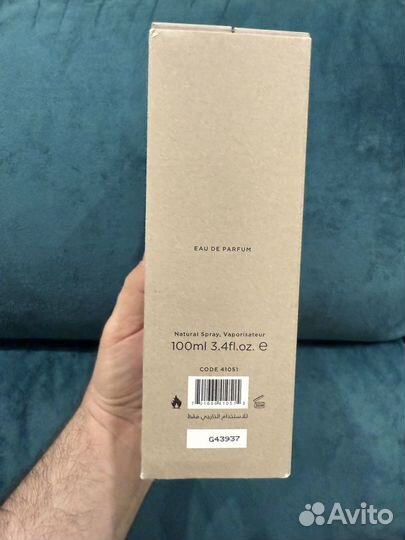 EAU DE PARFUM
Natural Spray, Vaporisateur
100ml 3.4fl.oz. e
CODE 41051
للاستخدام الخارجي فقط
G43937
Avito